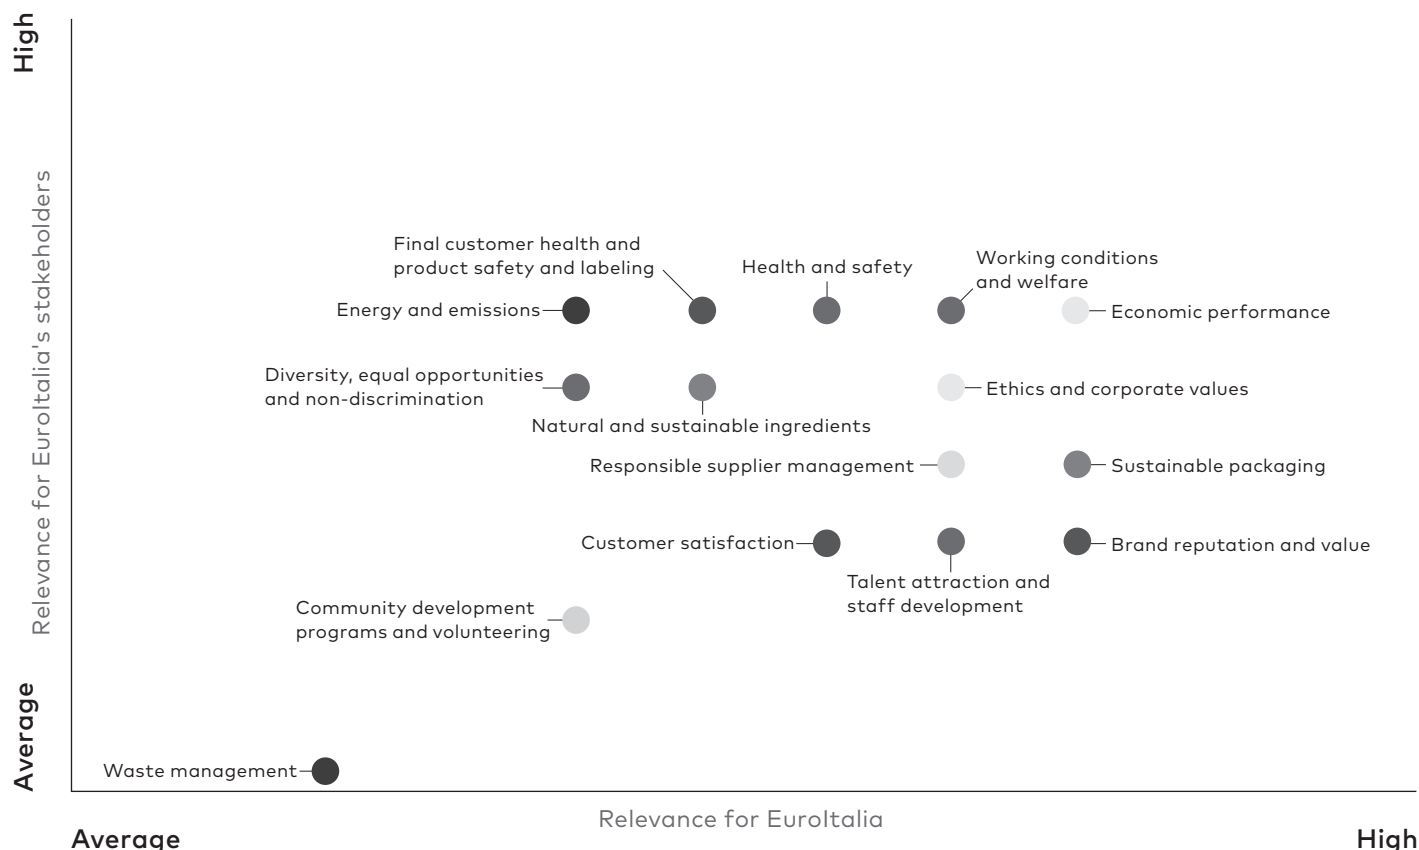 High
Relevance for EuroItalia's stakeholders
Average
Final customer health and
product safety and labeling
Health and safety
Working conditions
and welfare
Energy and emissions
Economic performance
Diversity, equal opportunities
and non-discrimination
Natural and sustainable ingredients
Ethics and corporate values
Responsible supplier management
Sustainable packaging
Customer satisfaction
Talent attraction and
staff development
Brand reputation and value
Community development
programs and volunteering
Waste management
Relevance for EuroItalia
Average
High